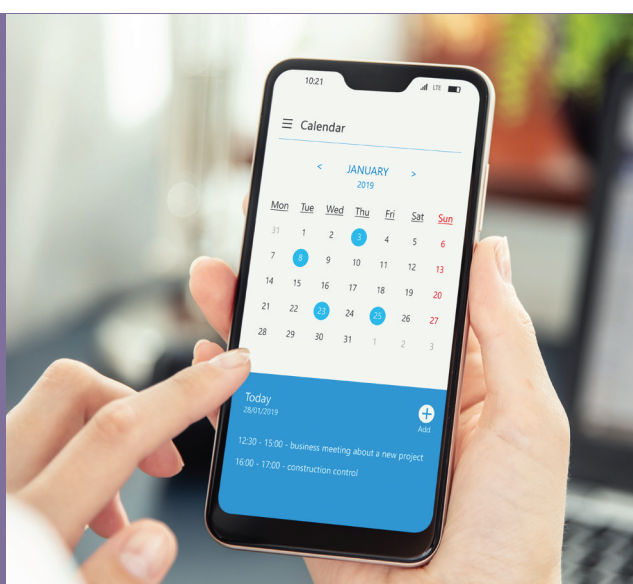 10:21 LTE
Calendar
< JANUARY >
2019
Mon Tue Wed Thu Fri Sat Sun
31 1 2 3 4 5 6
7 8 9 10 11 12 13
14 15 16 17 18 19 20
21 22 23 24 25 26 27
28 29 30 31 1 2 3
Today
28/01/2019
Add
12:30 - 15:00 - business meeting about a new project
16:00 - 17:00 - construction control